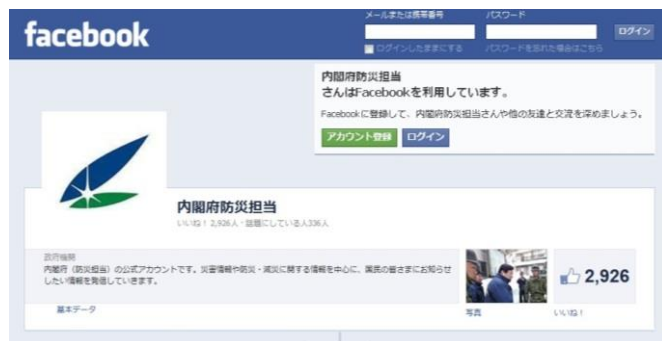 facebook
メールまたは携帯番号
パスワード
ログイン
ログインしたままにする
パスワードを忘れた場合はこちら
内閣府防災担当
さんはFacebookを利用しています。
Facebookに登録して、内閣府防災担当さんや他の友達と交流を深めましょう。
アカウント登録
ログイン
内閣府防災担当
いいね！2,926人・話題にしている人336人
政府機関
内閣府（防災担当）の公式アカウントです。災害情報や防災・減災に関する情報を中心に、国民の皆さまにお知らせ
したい情報を発信していきます。
2,926
基本データ
写真
いいね！